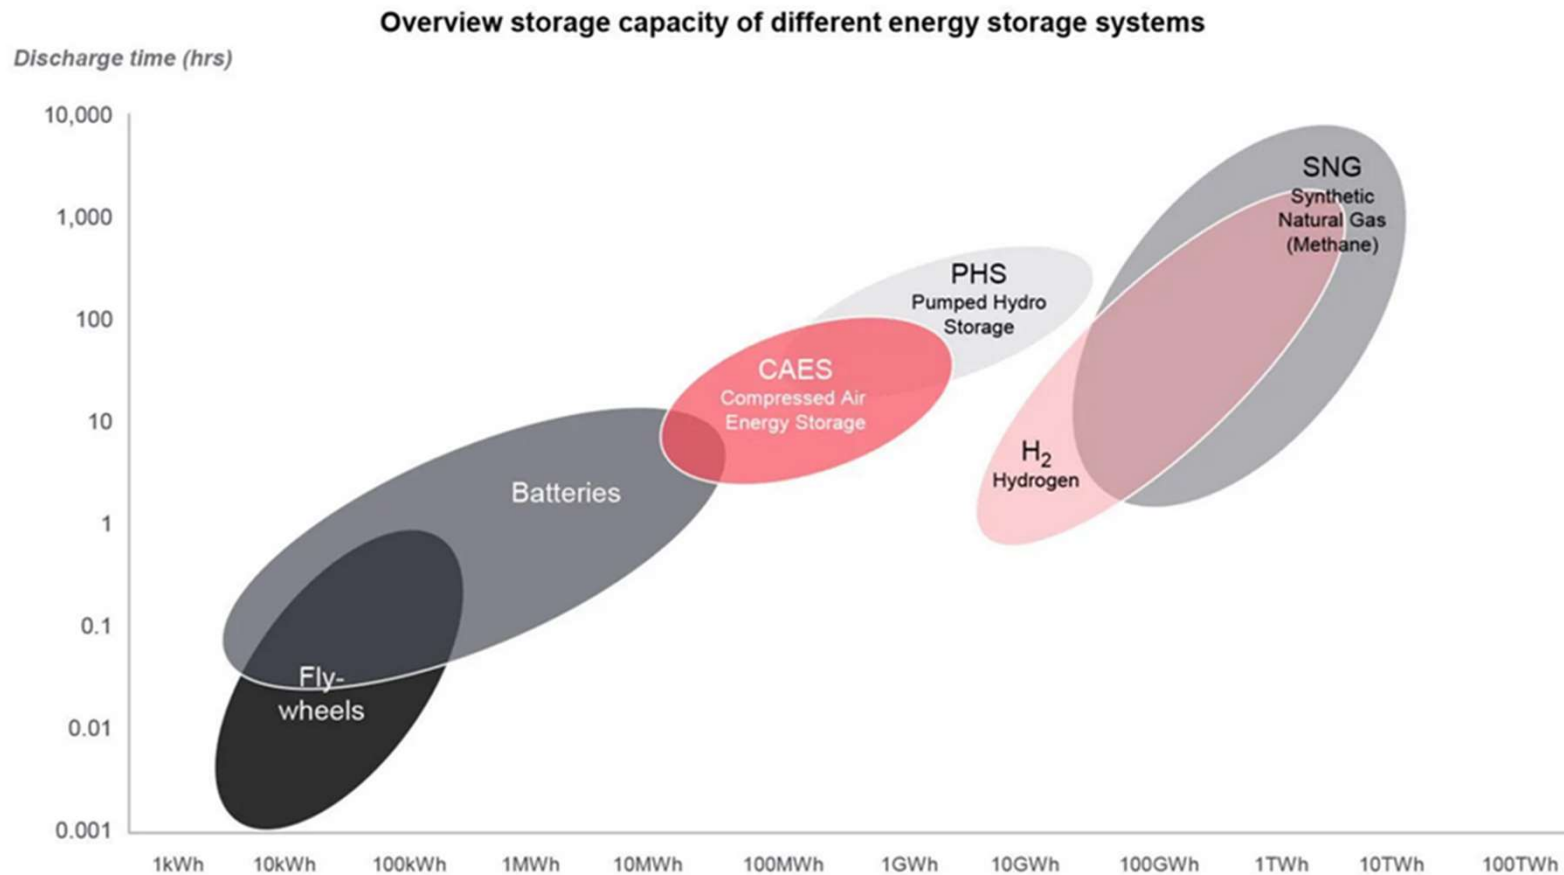 Overview storage capacity of different energy storage systems
Discharge time (hrs)
10,000
1,000
100
10
1
0.1
0.01
0.001
SNG
Synthetic
Natural Gas
(Methane)
PHS
Pumped Hydro
Storage
CAES
Compressed Air
Energy Storage
H₂
Hydrogen
Batteries
Fly-
wheels
1kWh 10kWh 100kWh 1MWh 10MWh 100MWh 1GWh 10GWh 100GWh 1TWh 10TWh 100TWh